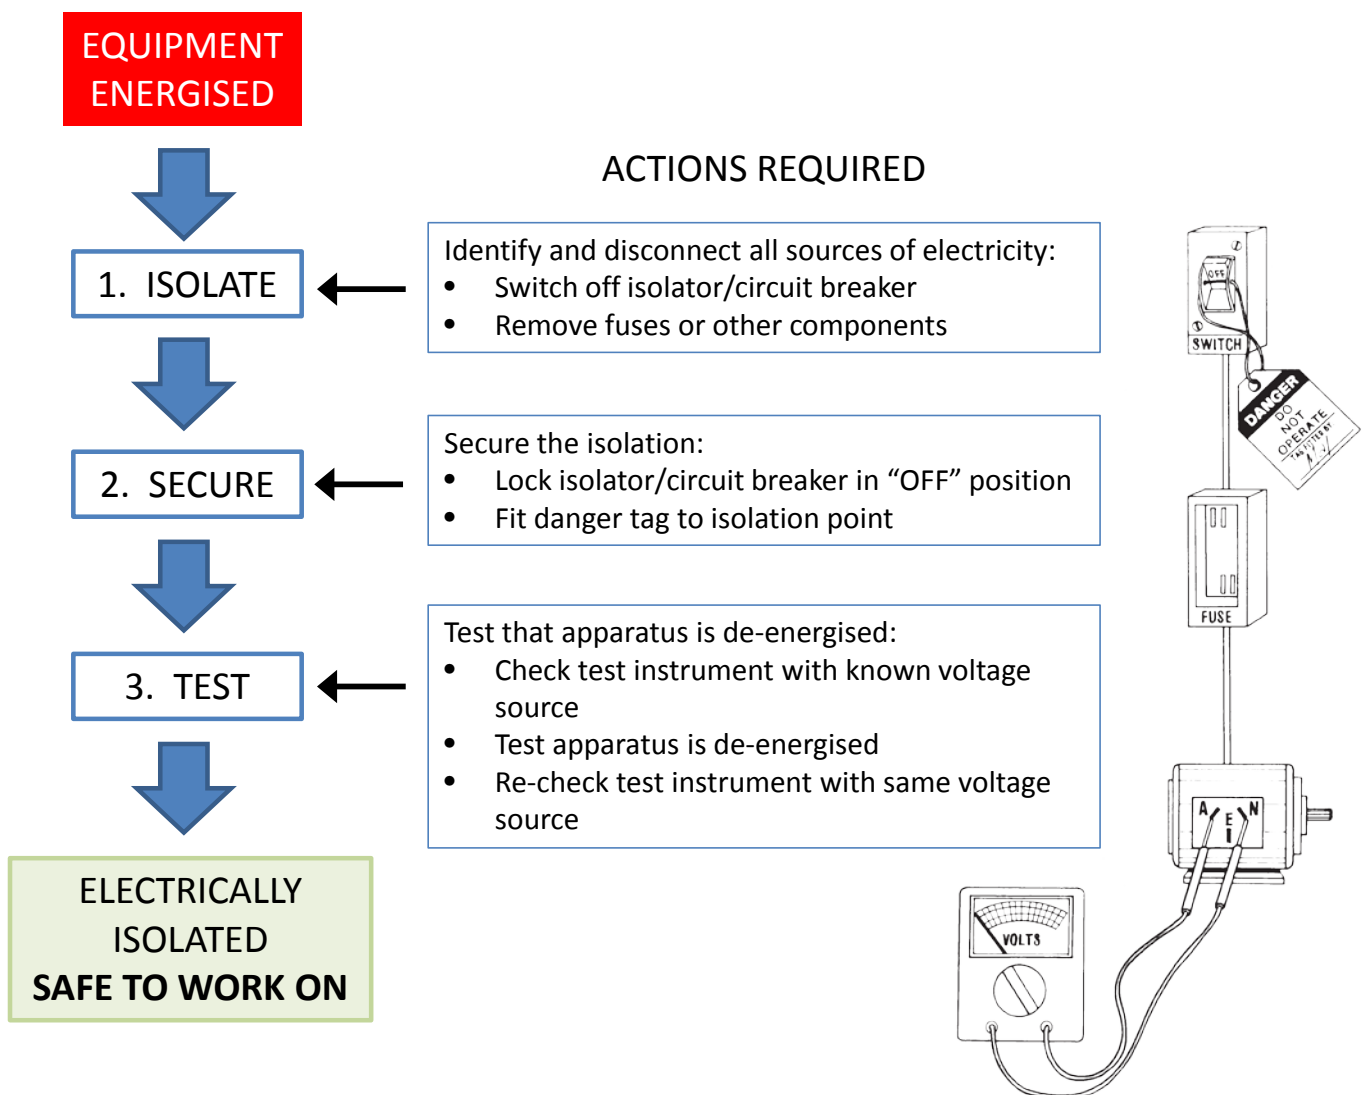 EQUIPMENT
ENERGISED
ACTIONS REQUIRED
1. ISOLATE
Identify and disconnect all sources of electricity:
• Switch off isolator/circuit breaker
• Remove fuses or other components
2. SECURE
Secure the isolation:
• Lock isolator/circuit breaker in “OFF” position
• Fit danger tag to isolation point
3. TEST
Test that apparatus is de-energised:
• Check test instrument with known voltage
source
• Test apparatus is de-energised
• Re-check test instrument with same voltage
source
ELECTRICALLY
ISOLATED
SAFE TO WORK ON
OFF
SWITCH
DANGER
DO
NOT
OPERATE
TAG FITTED BY
FUSE
A E N
VOLTS